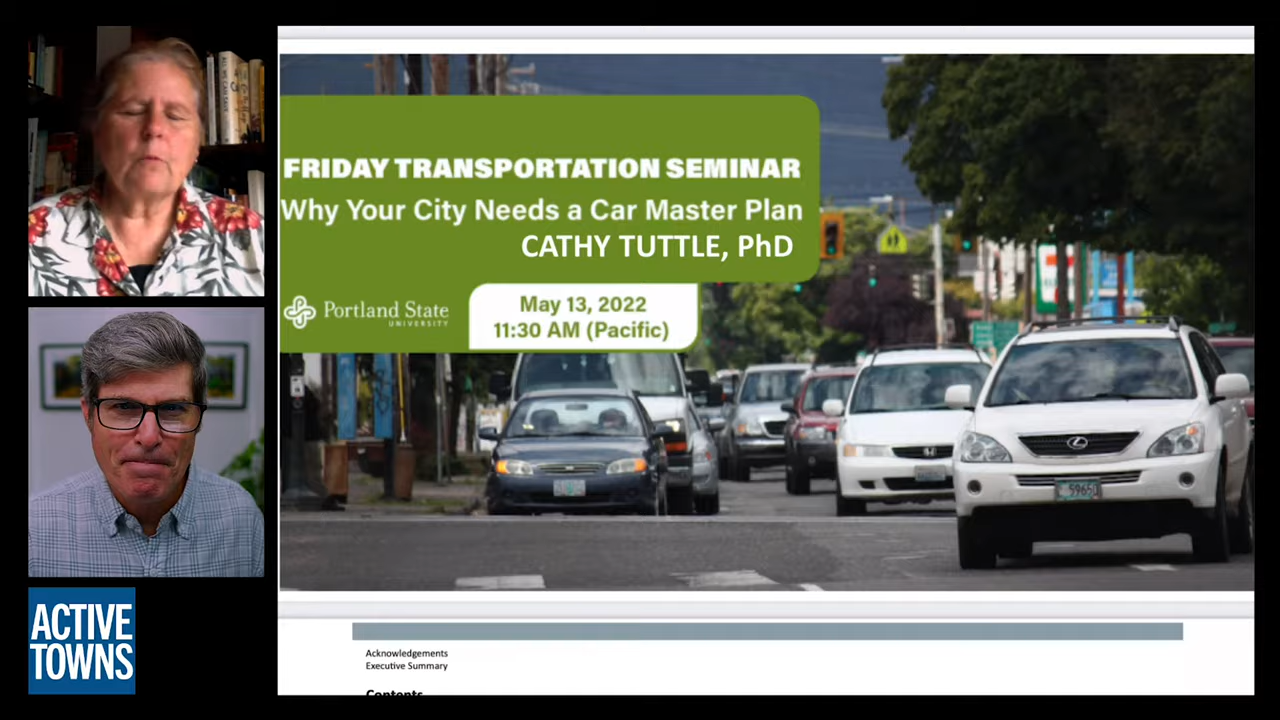 FRIDAY TRANSPORTATION SEMINAR
Why Your City Needs a Car Master Plan
CATHY TUTTLE, PhD
Portland State
UNIVERSITY
May 13, 2022
11:30 AM (Pacific)
ACTIVE
TOWNS
Acknowledgements
Executive Summary
Contents